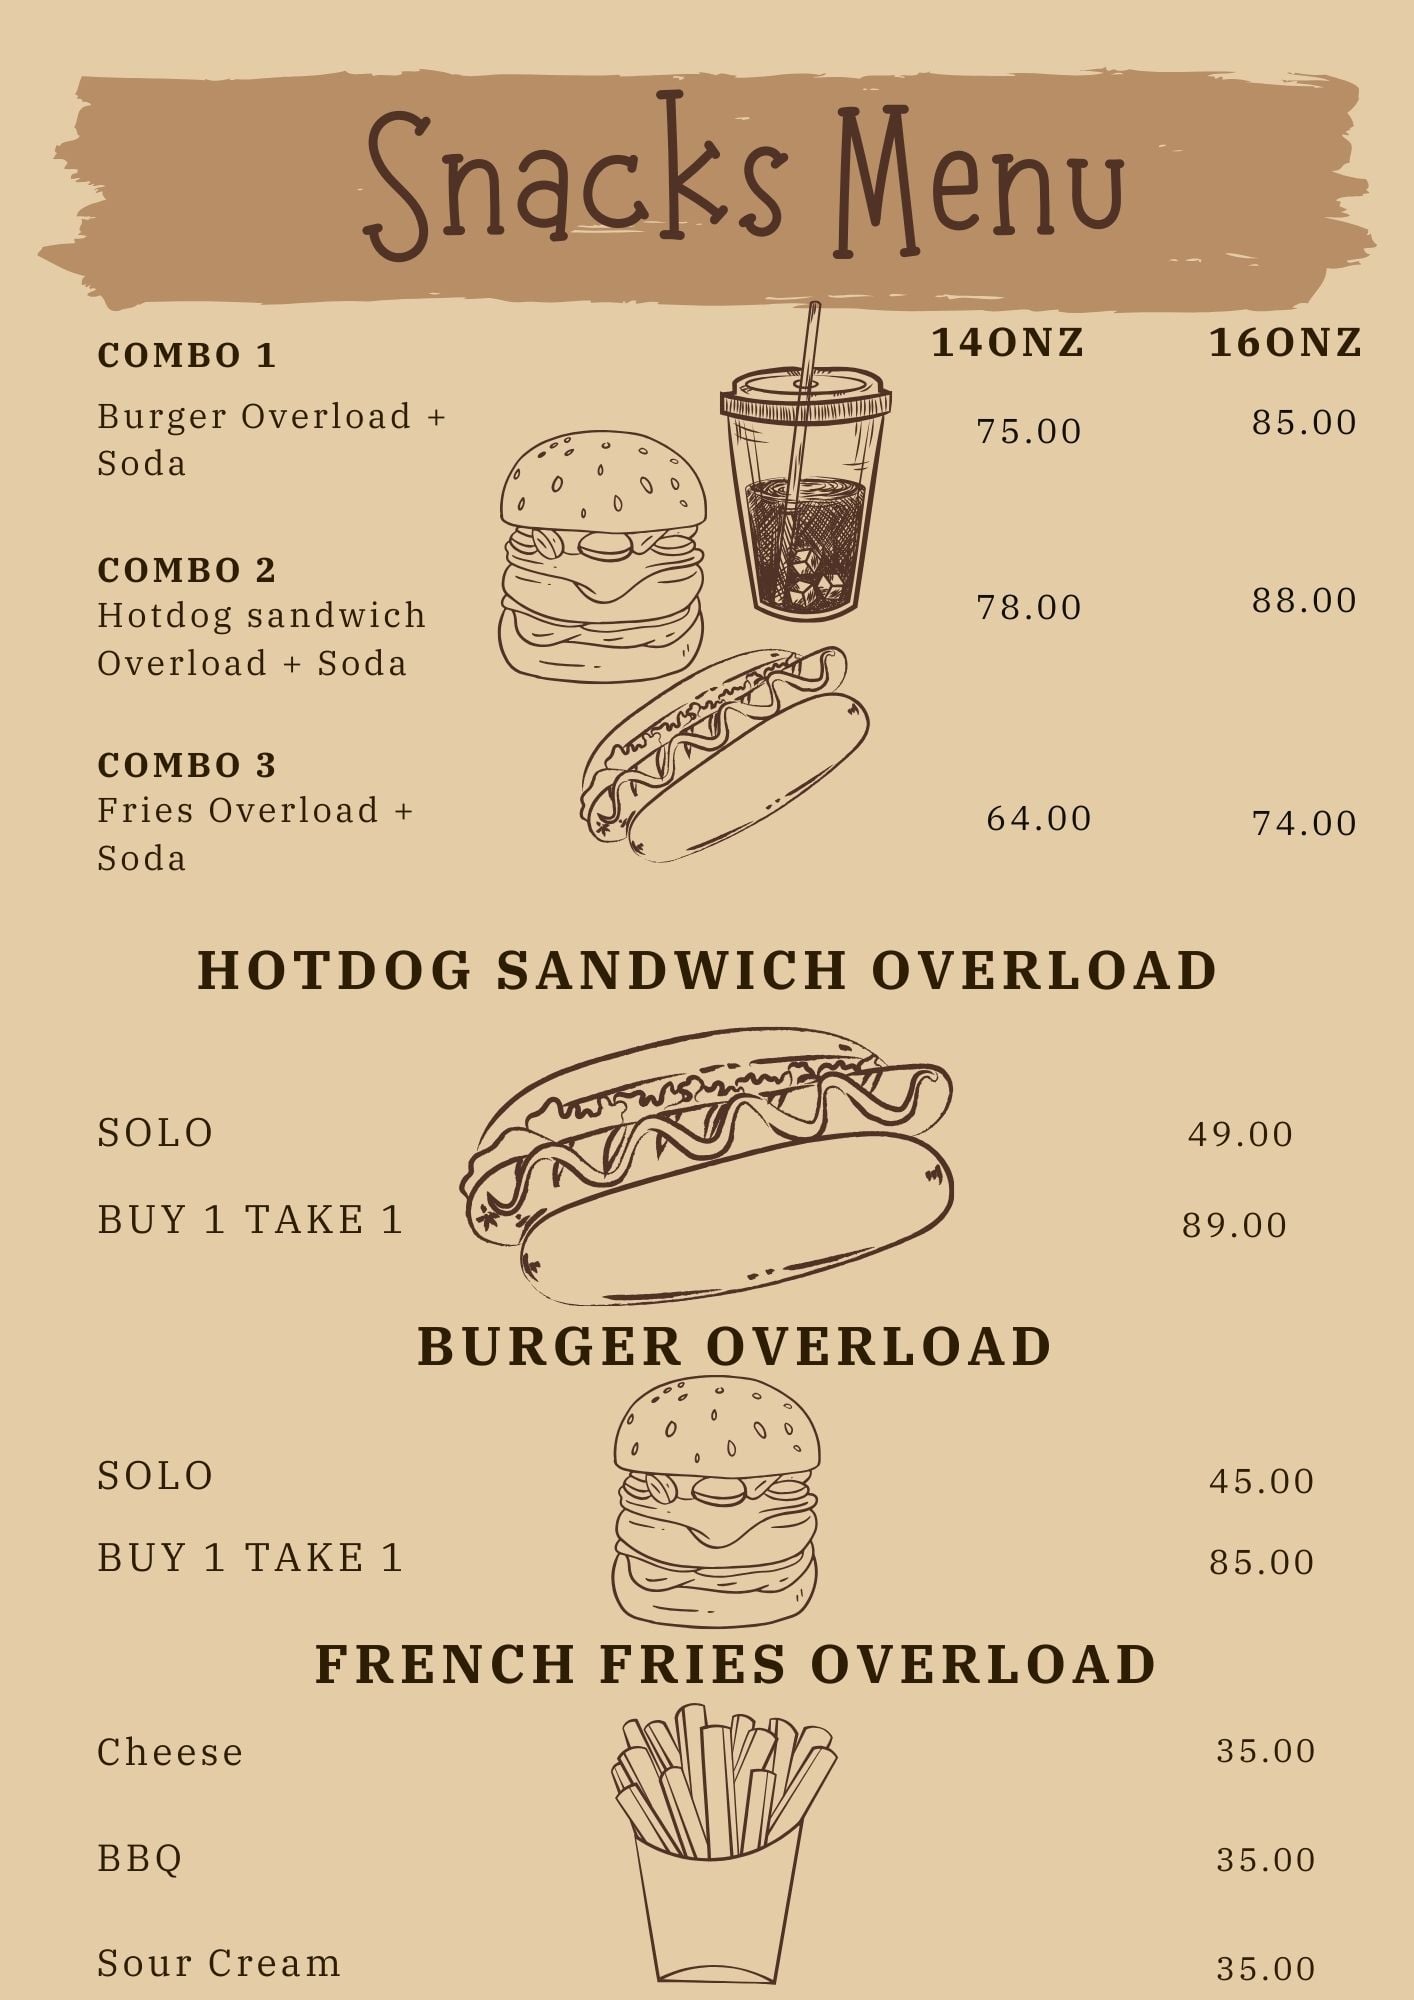 Snacks Menu
14ONZ 16ONZ
COMBO 1
Burger Overload + 75.00 85.00
Soda
COMBO 2
Hotdog sandwich 78.00 88.00
Overload + Soda
COMBO 3
Fries Overload + 64.00 74.00
Soda
HOTDOG SANDWICH OVERLOAD
SOLO 49.00
BUY 1 TAKE 1 89.00
BURGER OVERLOAD
SOLO 45.00
BUY 1 TAKE 1 85.00
FRENCH FRIES OVERLOAD
Cheese 35.00
BBQ 35.00
Sour Cream 35.00